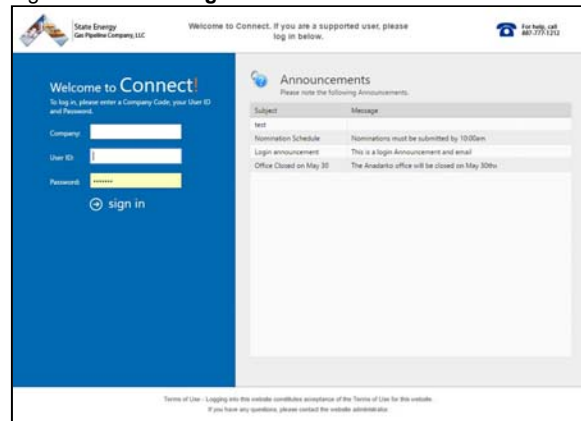 State Energy
Gas Pipeline Company, LLC
Welcome to Connect. If you are a supported user, please
log in below.
For help, call
887-777-1212
Welcome to Connect!
To log in, please enter a Company Code, your User ID
and Password.
Company:
User ID:
Password:
•••••••
sign in
Announcements
Please note the following Announcements.
Subject Message
test
Nomination Schedule Nominations must be submitted by 10:00am
Login announcement This is a login Announcement and email
Office Closed on May 30 The Anadarko office will be closed on May 30the
Terms of Use - Logging into this website constitutes acceptance of the Terms of Use for this website.
If you have any questions, please contact the website administrator.